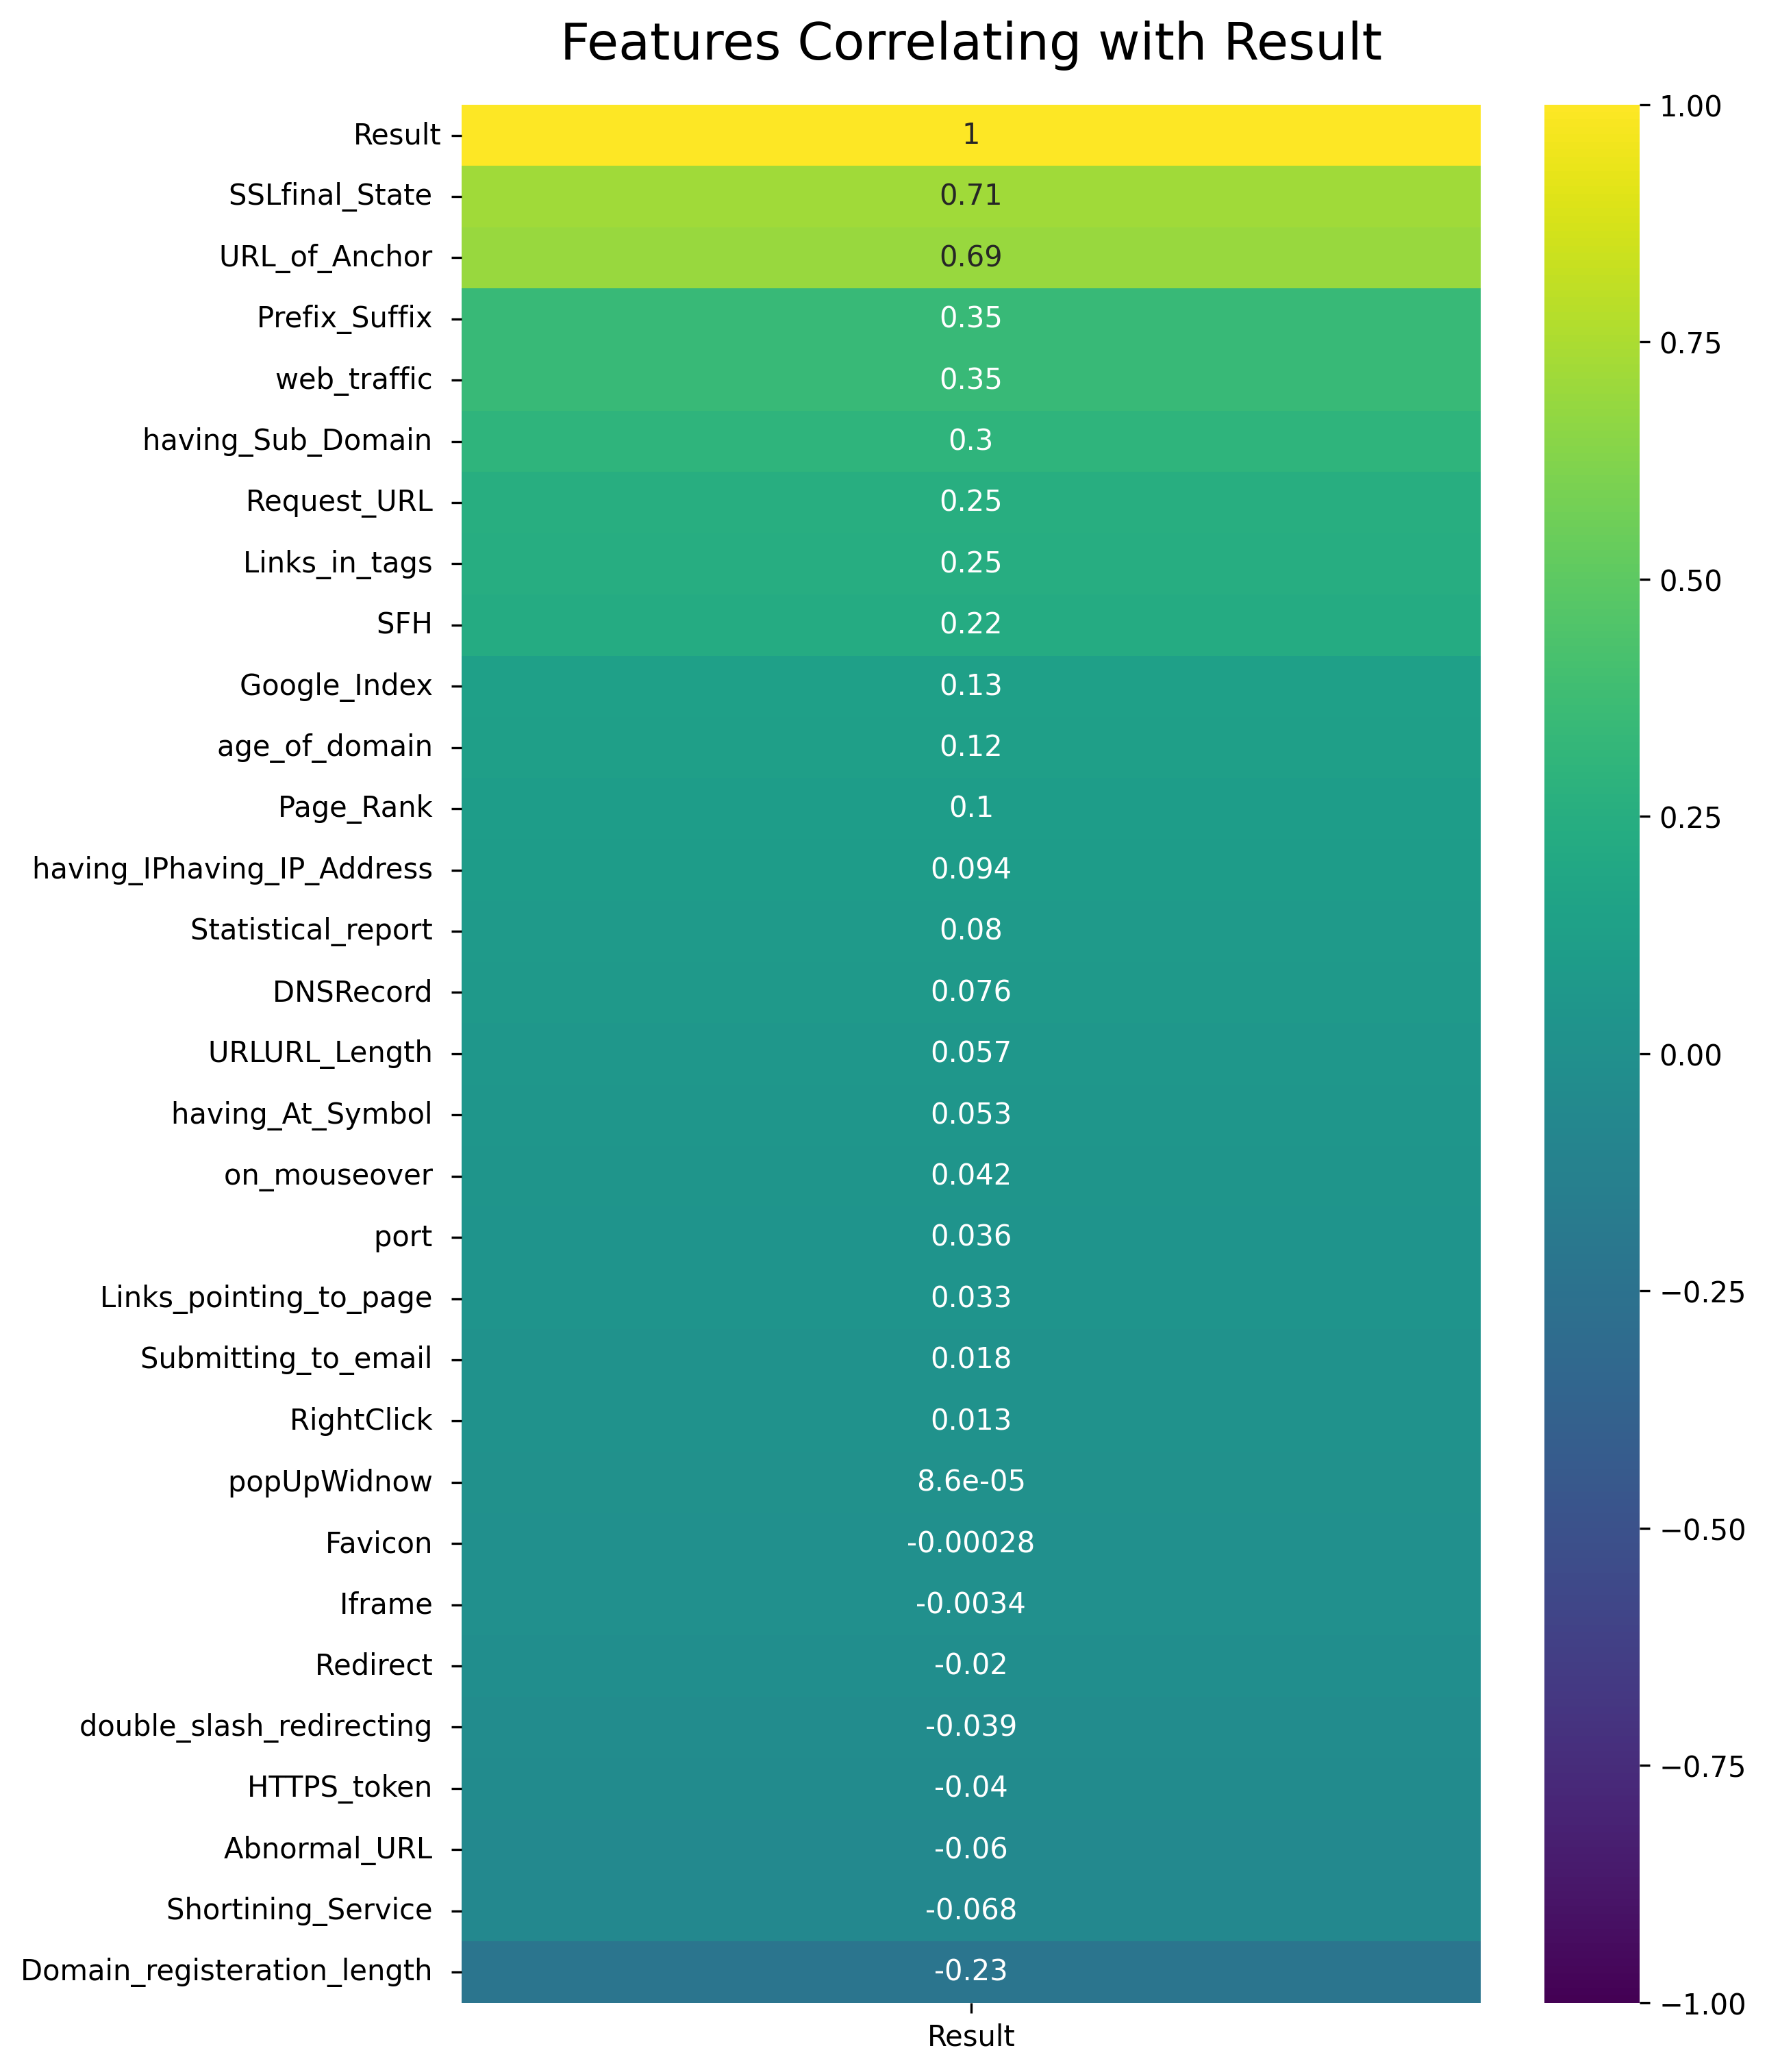 Features Correlating with Result
Result 1
SSLfinal_State 0.71
URL_of_Anchor 0.69
Prefix_Suffix 0.35
web_traffic 0.35
having_Sub_Domain 0.3
Request_URL 0.25
Links_in_tags 0.25
SFH 0.22
Google_Index 0.13
age_of_domain 0.12
Page_Rank 0.1
having_IPhaving_IP_Address 0.094
Statistical_report 0.08
DNSRecord 0.076
URLURL_Length 0.057
having_At_Symbol 0.053
on_mouseover 0.042
port 0.036
Links_pointing_to_page 0.033
Submitting_to_email 0.018
RightClick 0.013
popUpWidnow 8.6e-05
Favicon -0.00028
Iframe -0.0034
Redirect -0.02
double_slash_redirecting -0.039
HTTPS_token -0.04
Abnormal_URL -0.06
Shortining_Service -0.068
Domain_registeration_length -0.23
Result
1.00
0.75
0.50
0.25
0.00
−0.25
−0.50
−0.75
−1.00